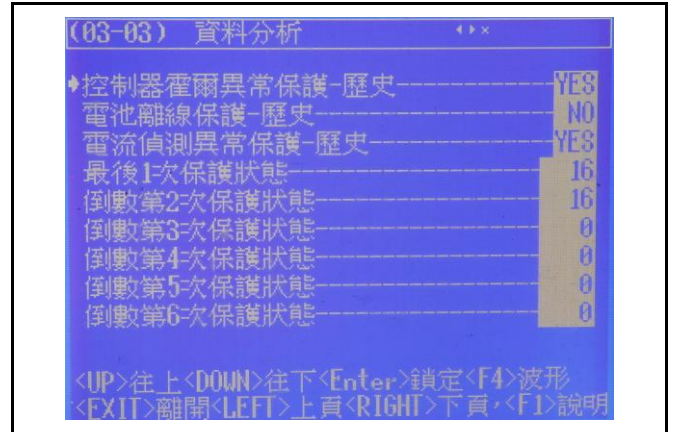 (03-03) 資料分析
控制器霍爾異常保護-歷史 YES
電池離線保護-歷史 NO
電流偵測異常保護-歷史 YES
最後1次保護狀態 16
倒數第2次保護狀態 16
倒數第3次保護狀態 0
倒數第4次保護狀態 0
倒數第5次保護狀態 0
倒數第6次保護狀態 0
<UP>往上<DOWN>往下<Enter>鎖定<F4>波形
<EXIT>離開<LEFT>上頁<RIGHT>下頁,<F1>說明